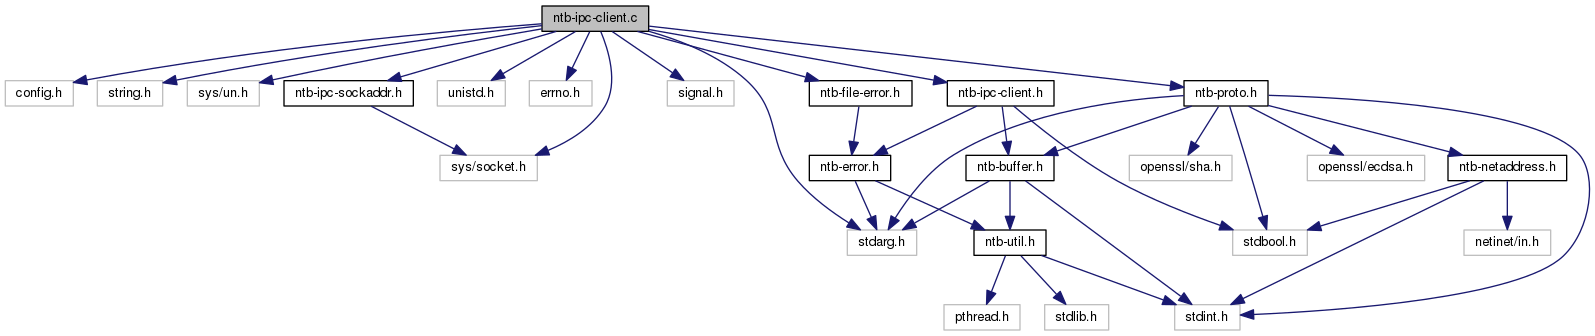 ntb-ipc-client.c
config.h
string.h
sys/un.h
ntb-ipc-sockaddr.h
unistd.h
errno.h
signal.h
ntb-file-error.h
ntb-ipc-client.h
ntb-proto.h
sys/socket.h
ntb-error.h
ntb-buffer.h
openssl/sha.h
openssl/ecdsa.h
ntb-netaddress.h
stdarg.h
ntb-util.h
stdbool.h
netinet/in.h
pthread.h
stdlib.h
stdint.h